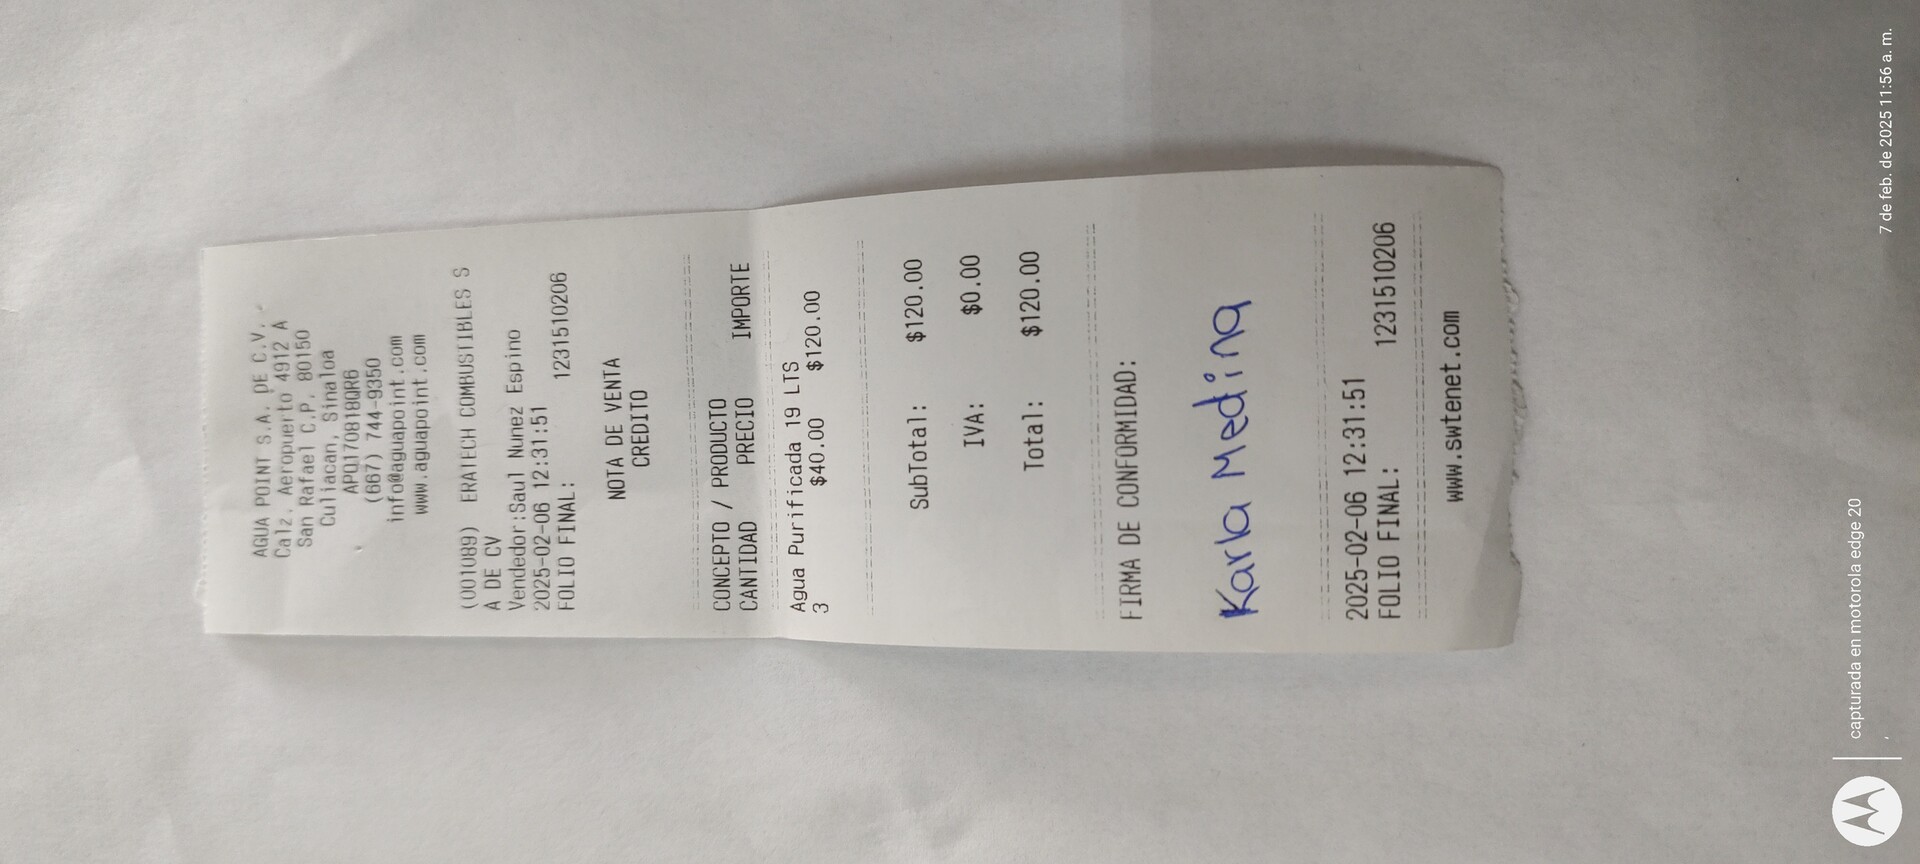 AGUA POINT S.A. DE C.V.
Calz. Aeropuerto 4912 A
San Rafael C.P. 80150
Culiacan, Sinaloa
APO170818QR6
(667) 744-9350
info@aguapoint.com
www.aguapoint.com
(001089) ERATECH COMBUSTIBLES S
A DE CV
Vendedor:Saul Nunez Espino
2025-02-06 12:31:51
FOLIO FINAL: 1231510206
NOTA DE VENTA
CREDITO
CONCEPTO / PRODUCTO
CANTIDAD PRECIO IMPORTE
Agua Purificada 19 LTS
3 $40.00 $120.00
SubTotal: $120.00
IVA: $0.00
Total: $120.00
FIRMA DE CONFORMIDAD:
Karla Medina
2025-02-06 12:31:51
FOLIO FINAL: 1231510206
www.swtenet.com
capturada en motorola edge 20
7 de feb. de 2025 11:56 a. m.